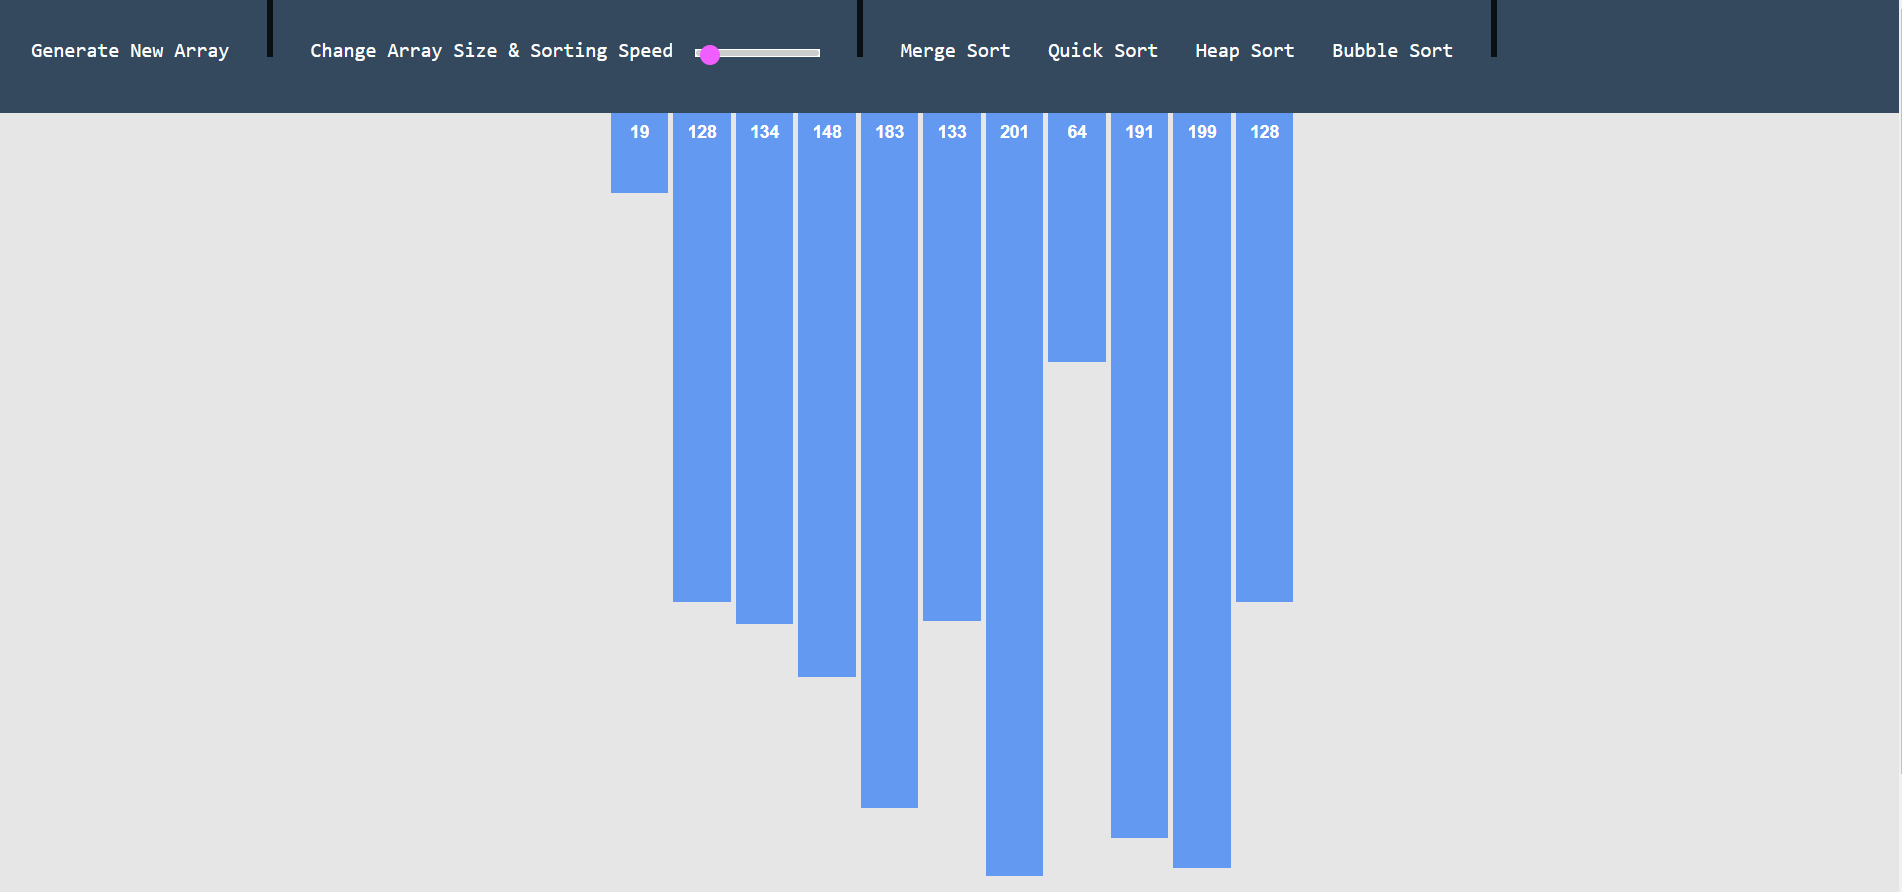 Generate New Array Change Array Size & Sorting Speed Merge Sort Quick Sort Heap Sort Bubble Sort
19 128 134 148 183 133 201 64 191 199 128